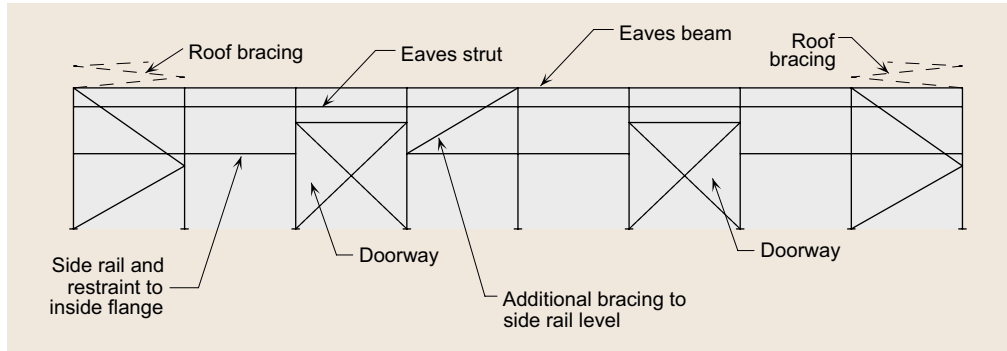 Roof bracing
Eaves strut
Eaves beam
Roof
bracing
Side rail and
restraint to
inside flange
Doorway
Additional bracing to
side rail level
Doorway